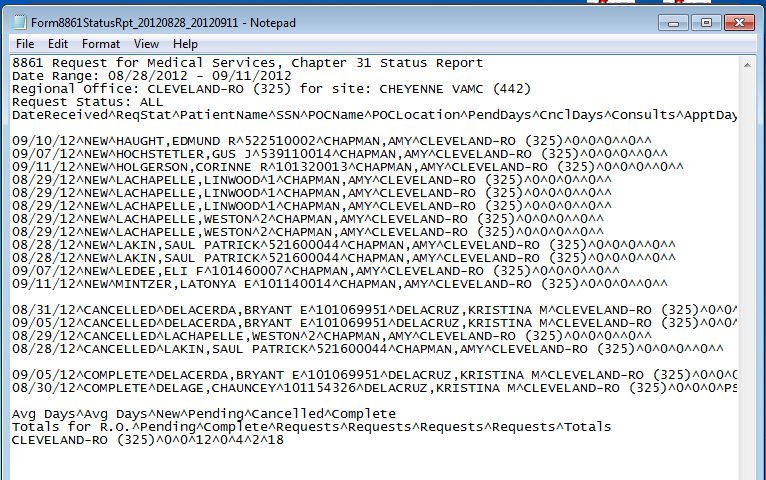 Form8861StatusRpt_20120828_20120911 - Notepad
File Edit Format View Help
8861 Request for Medical Services, Chapter 31 Status Report
Date Range: 08/28/2012 - 09/11/2012
Regional Office: CLEVELAND-RO (325) for site: CHEYENNE VAMC (442)
Request Status: ALL
DateReceived^ReqStat^PatientName^SSN^POCName^POCLocation^PendDays^CnclDays^Consults^ApptDay
09/10/12^NEW^HAUGHT,EDMUND R^522510002^CHAPMAN,AMY^CLEVELAND-RO (325)^0^0^0^^0^^
09/07/12^NEW^HOCHSTETLER,GUS J^539110014^CHAPMAN,AMY^CLEVELAND-RO (325)^0^0^0^^0^^
09/11/12^NEW^HOLGERSON,CORINNE R^101320013^CHAPMAN,AMY^CLEVELAND-RO (325)^0^0^0^^0^^
08/29/12^NEW^LACHAPELLE,LINWOOD^1^CHAPMAN,AMY^CLEVELAND-RO (325)^0^0^0^^0^^
08/29/12^NEW^LACHAPELLE,LINWOOD^1^CHAPMAN,AMY^CLEVELAND-RO (325)^0^0^0^^0^^
08/29/12^NEW^LACHAPELLE,LINWOOD^1^CHAPMAN,AMY^CLEVELAND-RO (325)^0^0^0^^0^^
08/29/12^NEW^LACHAPELLE,WESTON^2^CHAPMAN,AMY^CLEVELAND-RO (325)^0^0^0^^0^^
08/29/12^NEW^LACHAPELLE,WESTON^2^CHAPMAN,AMY^CLEVELAND-RO (325)^0^0^0^^0^^
08/28/12^NEW^LAKIN,SAUL PATRICK^521600044^CHAPMAN,AMY^CLEVELAND-RO (325)^0^0^0^^0^^
08/28/12^NEW^LAKIN,SAUL PATRICK^521600044^CHAPMAN,AMY^CLEVELAND-RO (325)^0^0^0^^0^^
09/07/12^NEW^LEDEE,ELI F^101460007^CHAPMAN,AMY^CLEVELAND-RO (325)^0^0^0^^0^^
09/11/12^NEW^MINTZER,LATONYA E^101140014^CHAPMAN,AMY^CLEVELAND-RO (325)^0^0^0^^0^^
08/31/12^CANCELLED^DELACERDA,BRYANT E^101069951^DELACRUZ,KRISTINA M^CLEVELAND-RO (325)^0^0^
09/05/12^CANCELLED^DELACERDA,BRYANT E^101069951^DELACRUZ,KRISTINA M^CLEVELAND-RO (325)^0^0^
08/29/12^CANCELLED^LACHAPELLE,WESTON^2^CHAPMAN,AMY^CLEVELAND-RO (325)^0^0^0^^0^^
08/28/12^CANCELLED^LAKIN,SAUL PATRICK^521600044^CHAPMAN,AMY^CLEVELAND-RO (325)^0^0^0^^0^^
09/05/12^COMPLETE^DELACERDA,BRYANT E^101069951^DELACRUZ,KRISTINA M^CLEVELAND-RO (325)^0^0^0
08/30/12^COMPLETE^DELAGE,CHAUNCEY^101154326^DELACRUZ,KRISTINA M^CLEVELAND-RO (325)^0^0^0^PS
Avg Days^Avg Days^New^Pending^Cancelled^Complete
Totals for R.O.^Pending^Complete^Requests^Requests^Requests^Requests^Totals
CLEVELAND-RO (325)^0^0^12^0^4^2^18